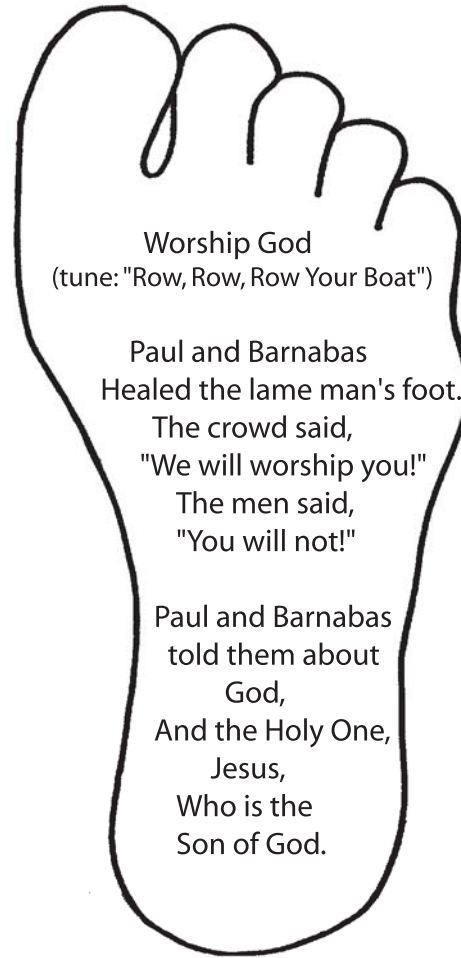 Worship God
(tune: "Row, Row, Row Your Boat")
Paul and Barnabas
Healed the lame man's foot.
The crowd said,
"We will worship you!"
The men said,
"You will not!"
Paul and Barnabas
told them about
God,
And the Holy One,
Jesus,
Who is the
Son of God.